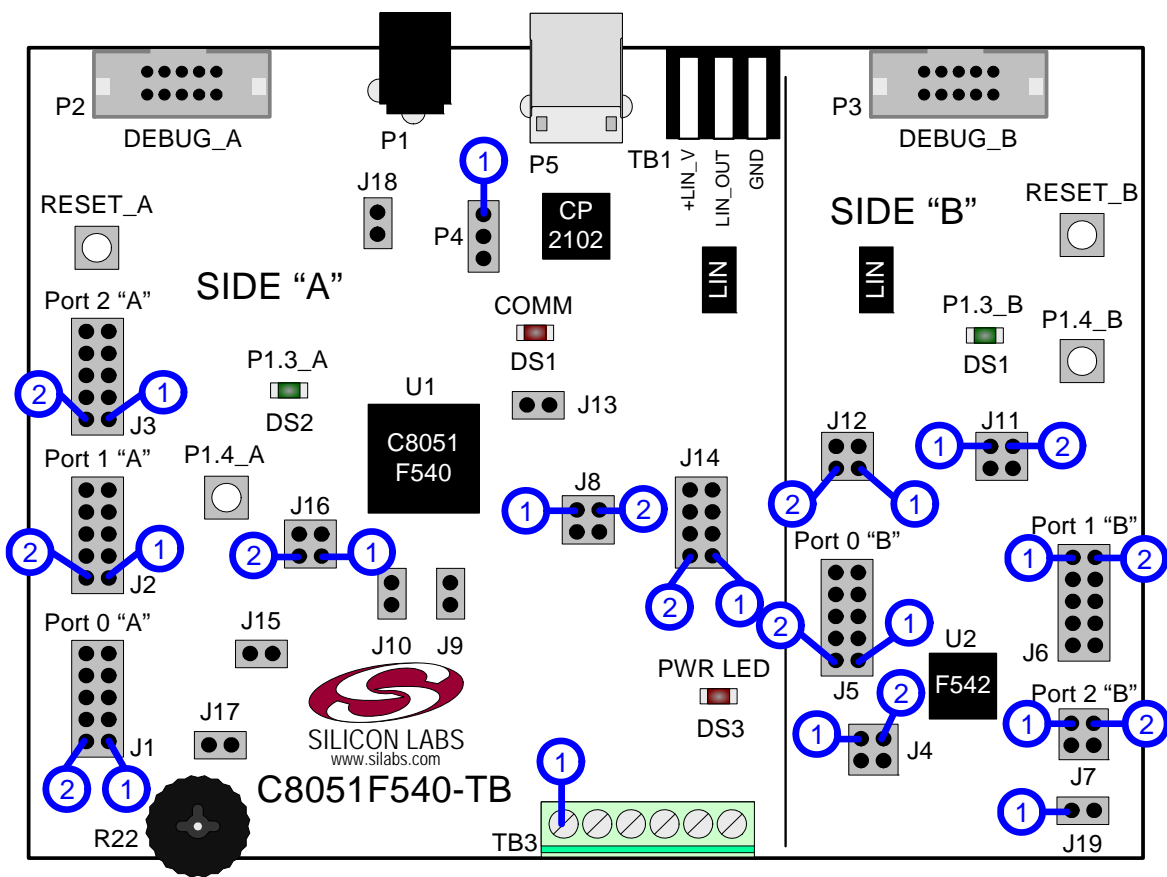 P2
DEBUG_A
P1
P5
TB1
+LIN_V
LIN_OUT
GND
P3
DEBUG_B
RESET_A
J18
1
P4
CP
2102
SIDE “A”
SIDE “B”
RESET_B
LIN
LIN
Port 2 “A”
COMM
DS1
P1.3_B
DS1
P1.4_B
P1.3_A
DS2
2
1
J3
U1
C8051
F540
J13
Port 1 “A”
P1.4_A
J16
2
1
J8
1
2
J14
2
1
J12
2
1
J11
1
2
2
1
J2
J10
J9
Port 0 “B”
2
1
J5
Port 1 “B”
1
2
J6
Port 0 “A”
J15
J17
2
1
J1
SILICON LABS
www.silabs.com
C8051F540-TB
PWR LED
DS3
U2
F542
1
2
J4
Port 2 “B”
1
2
J7
1
J19
R22
TB3
1